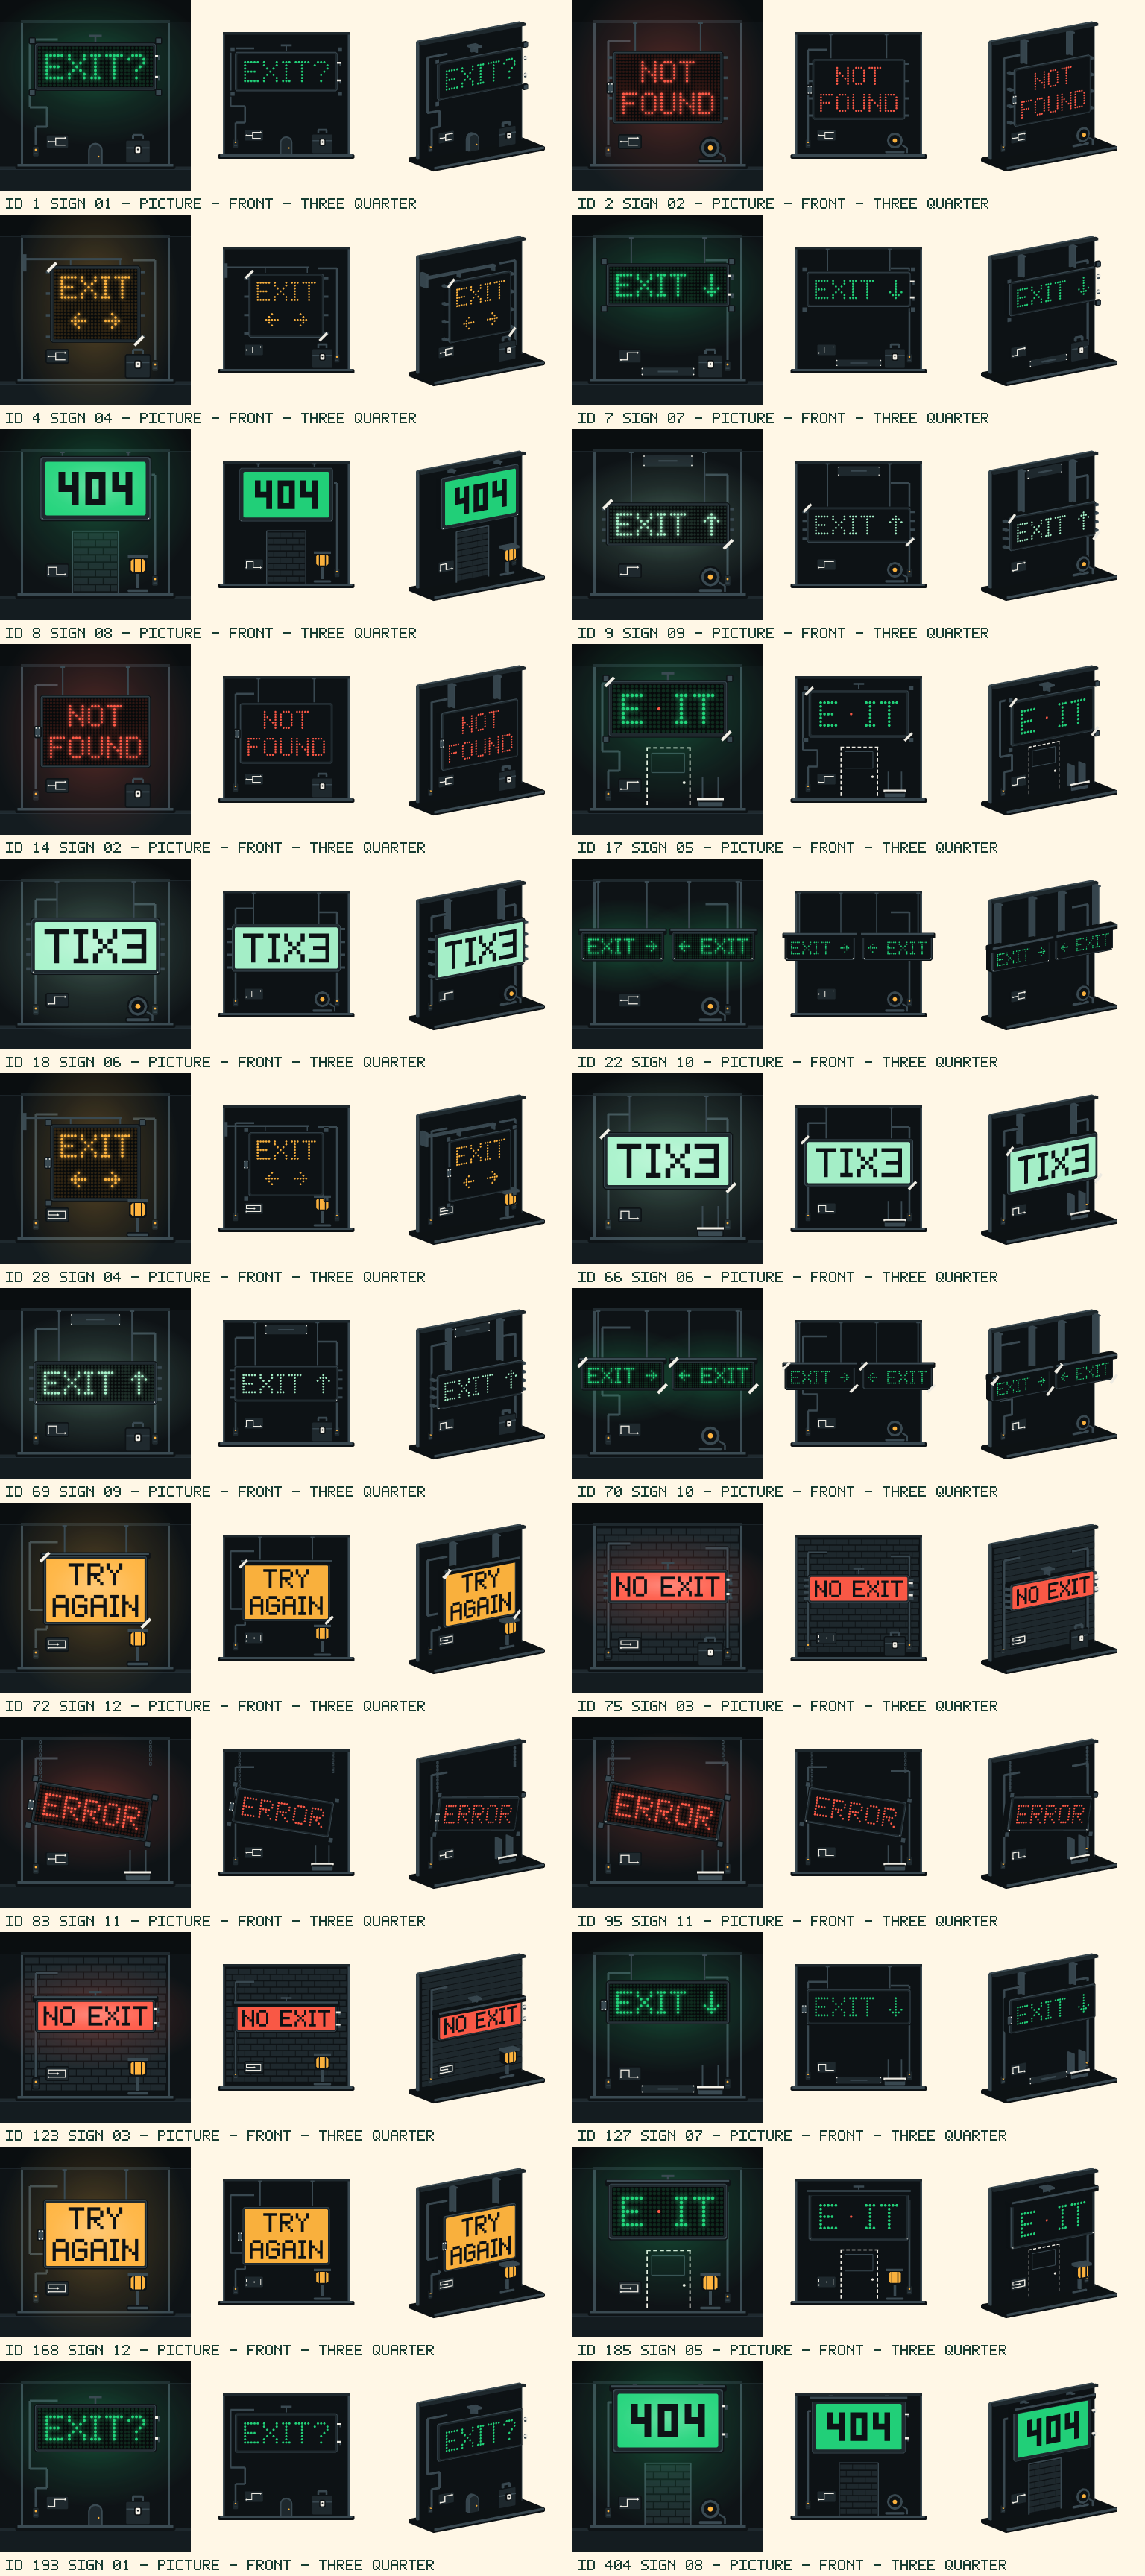 EXIT? EXIT? EXIT?
NOT FOUND NOT FOUND NOT FOUND
ID 1 SIGN 01 - PICTURE - FRONT - THREE QUARTER
ID 2 SIGN 02 - PICTURE - FRONT - THREE QUARTER
EXIT ← → EXIT ← → EXIT ← →
EXIT ↓ EXIT ↓ EXIT ↓
ID 4 SIGN 04 - PICTURE - FRONT - THREE QUARTER
ID 7 SIGN 07 - PICTURE - FRONT - THREE QUARTER
404 404 404
EXIT ↑ EXIT ↑ EXIT ↑
ID 8 SIGN 08 - PICTURE - FRONT - THREE QUARTER
ID 9 SIGN 09 - PICTURE - FRONT - THREE QUARTER
NOT FOUND NOT FOUND NOT FOUND
E · IT E · IT E · IT
ID 14 SIGN 02 - PICTURE - FRONT - THREE QUARTER
ID 17 SIGN 05 - PICTURE - FRONT - THREE QUARTER
TIXE TIXE TIXE
EXIT → ← EXIT EXIT → ← EXIT EXIT → ← EXIT
ID 18 SIGN 06 - PICTURE - FRONT - THREE QUARTER
ID 22 SIGN 10 - PICTURE - FRONT - THREE QUARTER
EXIT ← → EXIT ← → EXIT ← →
TIXE TIXE TIXE
ID 28 SIGN 04 - PICTURE - FRONT - THREE QUARTER
ID 66 SIGN 06 - PICTURE - FRONT - THREE QUARTER
EXIT ↑ EXIT ↑ EXIT ↑
EXIT → ← EXIT EXIT → ← EXIT EXIT → ← EXIT
ID 69 SIGN 09 - PICTURE - FRONT - THREE QUARTER
ID 70 SIGN 10 - PICTURE - FRONT - THREE QUARTER
TRY AGAIN TRY AGAIN TRY AGAIN
NO EXIT NO EXIT NO EXIT
ID 72 SIGN 12 - PICTURE - FRONT - THREE QUARTER
ID 75 SIGN 03 - PICTURE - FRONT - THREE QUARTER
ERROR ERROR ERROR
ERROR ERROR ERROR
ID 83 SIGN 11 - PICTURE - FRONT - THREE QUARTER
ID 95 SIGN 11 - PICTURE - FRONT - THREE QUARTER
NO EXIT NO EXIT NO EXIT
EXIT ↓ EXIT ↓ EXIT ↓
ID 123 SIGN 03 - PICTURE - FRONT - THREE QUARTER
ID 127 SIGN 07 - PICTURE - FRONT - THREE QUARTER
TRY AGAIN TRY AGAIN TRY AGAIN
E · IT E · IT E · IT
ID 168 SIGN 12 - PICTURE - FRONT - THREE QUARTER
ID 185 SIGN 05 - PICTURE - FRONT - THREE QUARTER
EXIT? EXIT? EXIT?
404 404 404
ID 193 SIGN 01 - PICTURE - FRONT - THREE QUARTER
ID 404 SIGN 08 - PICTURE - FRONT - THREE QUARTER